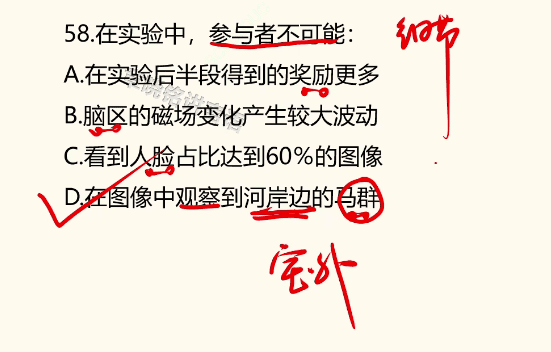 58.在实验中，参与者不可能：
细节
A.在实验后半段得到的奖励更多
B.脑区的磁场变化产生较大波动
C.看到人脸占比达到60%的图像
D.在图像中观察到河岸边的马群
室外